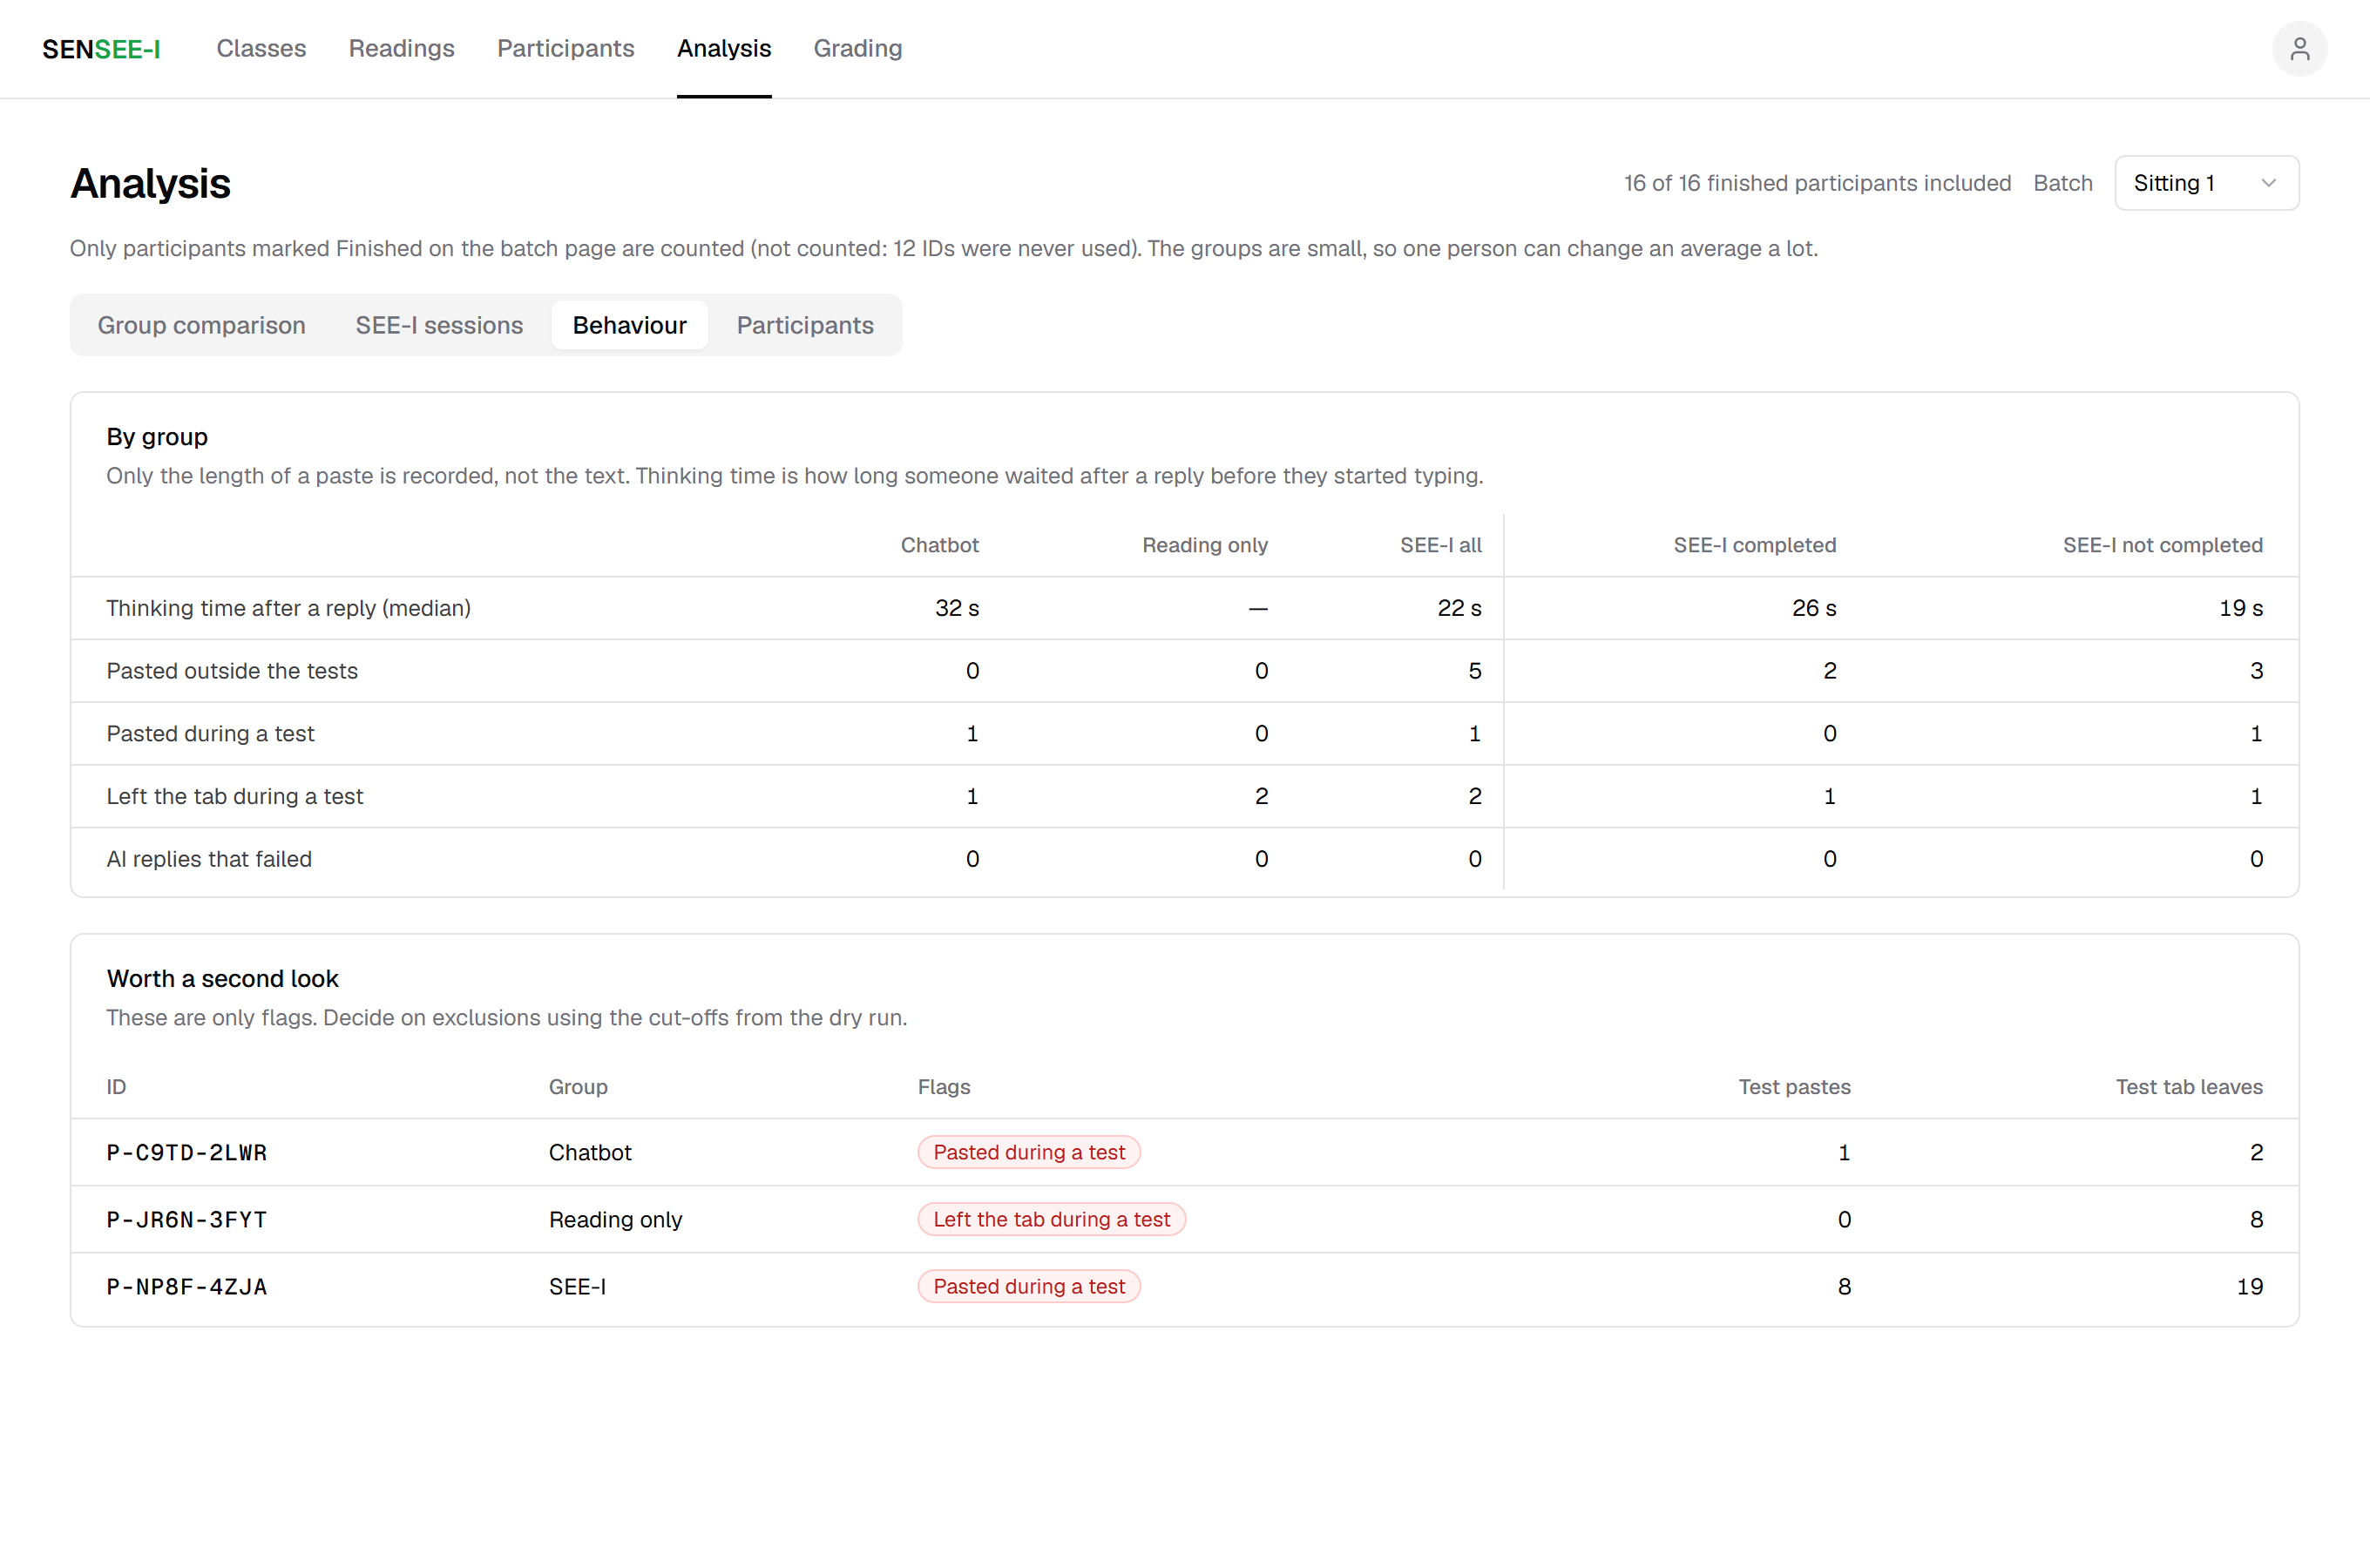 SENSEE-I Classes Readings Participants Analysis Grading
Analysis
16 of 16 finished participants included Batch Sitting 1
Only participants marked Finished on the batch page are counted (not counted: 12 IDs were never used). The groups are small, so one person can change an average a lot.
Group comparison SEE-I sessions Behaviour Participants
By group
Only the length of a paste is recorded, not the text. Thinking time is how long someone waited after a reply before they started typing.
Chatbot Reading only SEE-I all SEE-I completed SEE-I not completed
Thinking time after a reply (median) 32 s — 22 s 26 s 19 s
Pasted outside the tests 0 0 5 2 3
Pasted during a test 1 0 1 0 1
Left the tab during a test 1 2 2 1 1
AI replies that failed 0 0 0 0 0
Worth a second look
These are only flags. Decide on exclusions using the cut-offs from the dry run.
ID Group Flags Test pastes Test tab leaves
P-C9TD-2LWR Chatbot Pasted during a test 1 2
P-JR6N-3FYT Reading only Left the tab during a test 0 8
P-NP8F-4ZJA SEE-I Pasted during a test 8 19